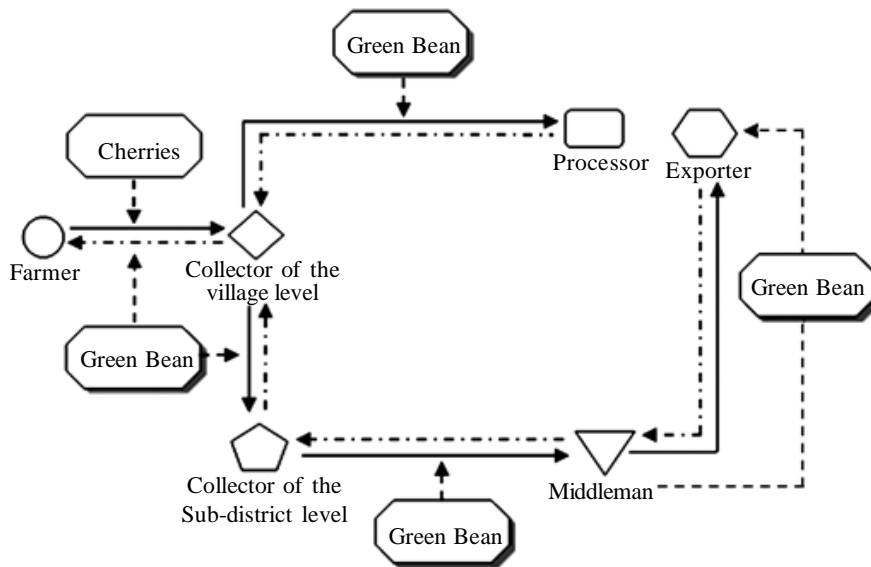 Green Bean
Cherries
Processor
Exporter
Farmer
Collector of the
village level
Green Bean
Green Bean
Collector of the
Sub-district level
Middleman
Green Bean